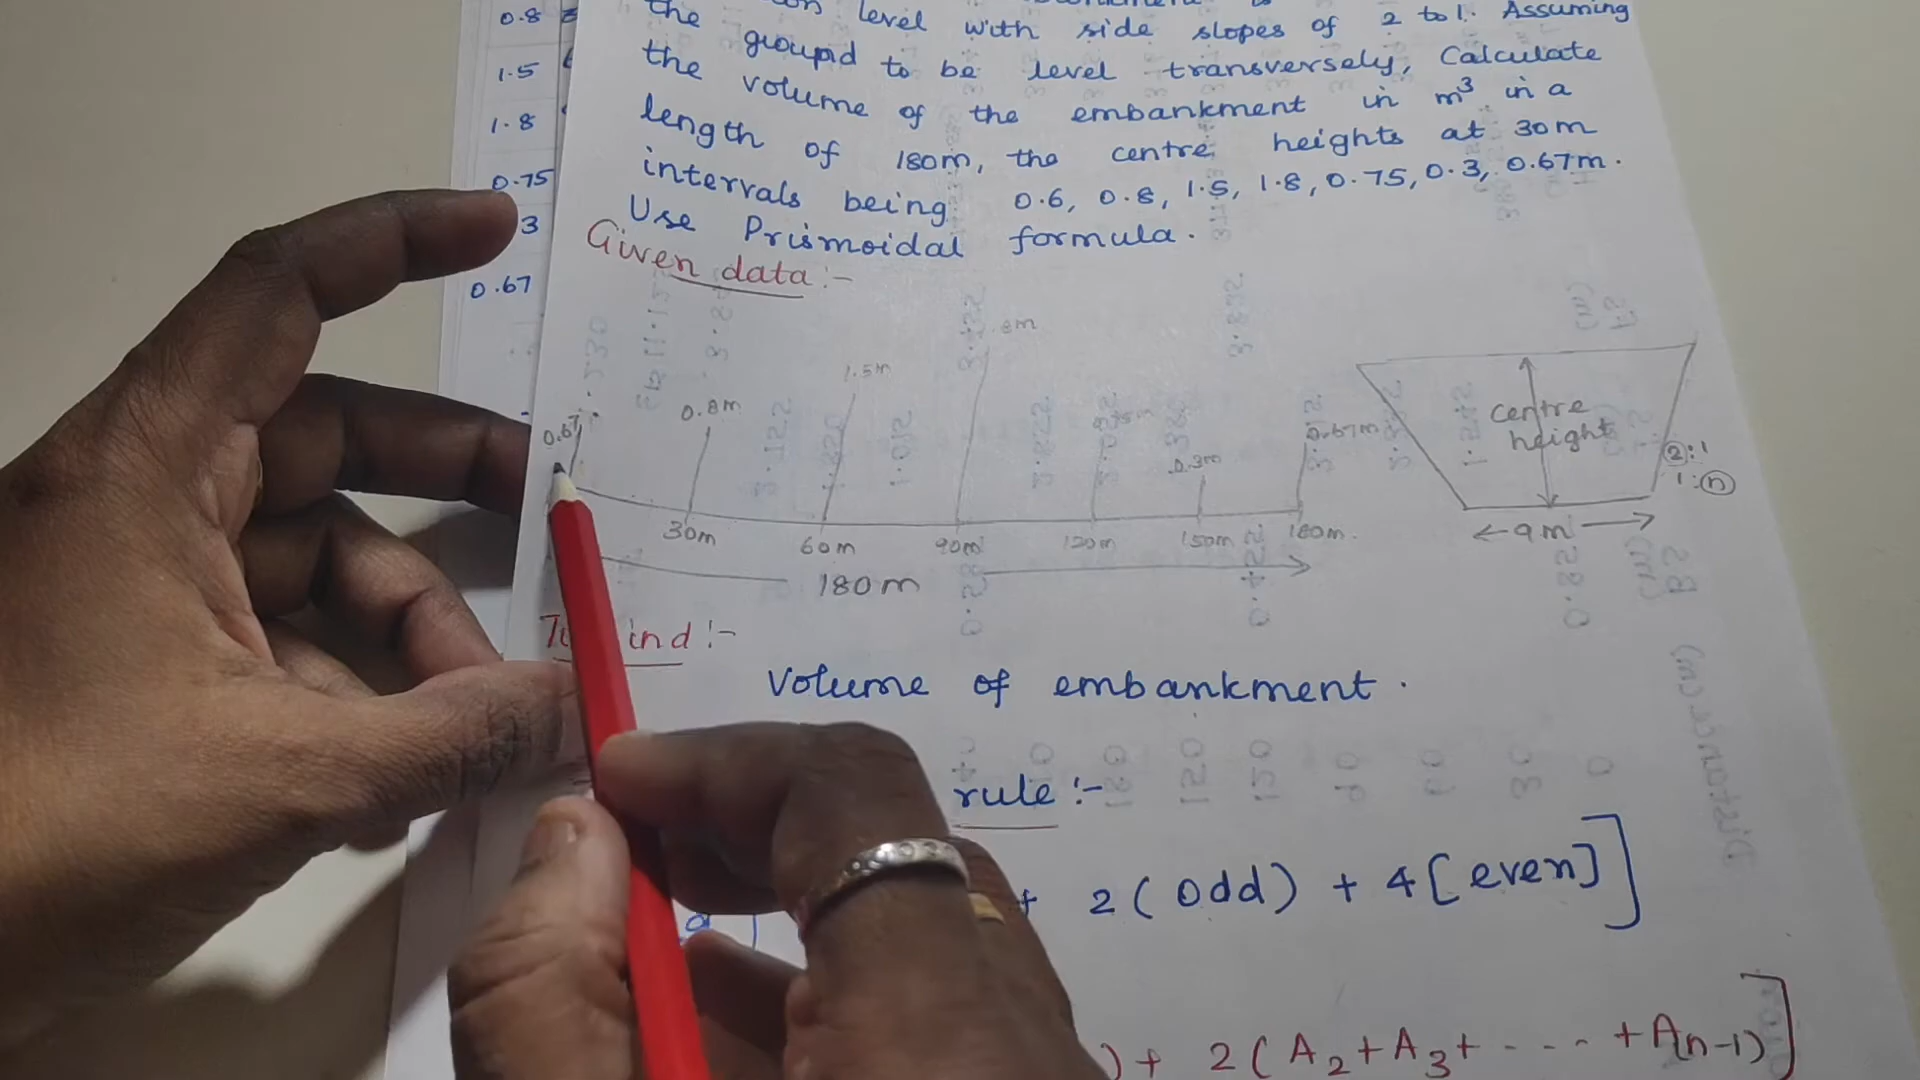 0.8
1.5
1.8
0.75
3
0.67
level with side slopes of 2 to 1. Assuming
the ground to be level transversely, Calculate
the volume of the embankment in m³ in a
length of 180m, the centre heights at 30m
intervals being 0.6, 0.8, 1.5, 1.8, 0.75, 0.3, 0.67m.
Use Prismoidal formula.
Given data:-
0.67
0.8m
1.5m
.8m
0.3m
0.67m
30m
60m
90m
120m
150m
180m.
180m
centre
height
2:1
1:n
9m
ind:-
Volume of embankment.
rule:-
+ 2(odd) + 4[even]]
) + 2(A2+A3+----+A(n-1)]